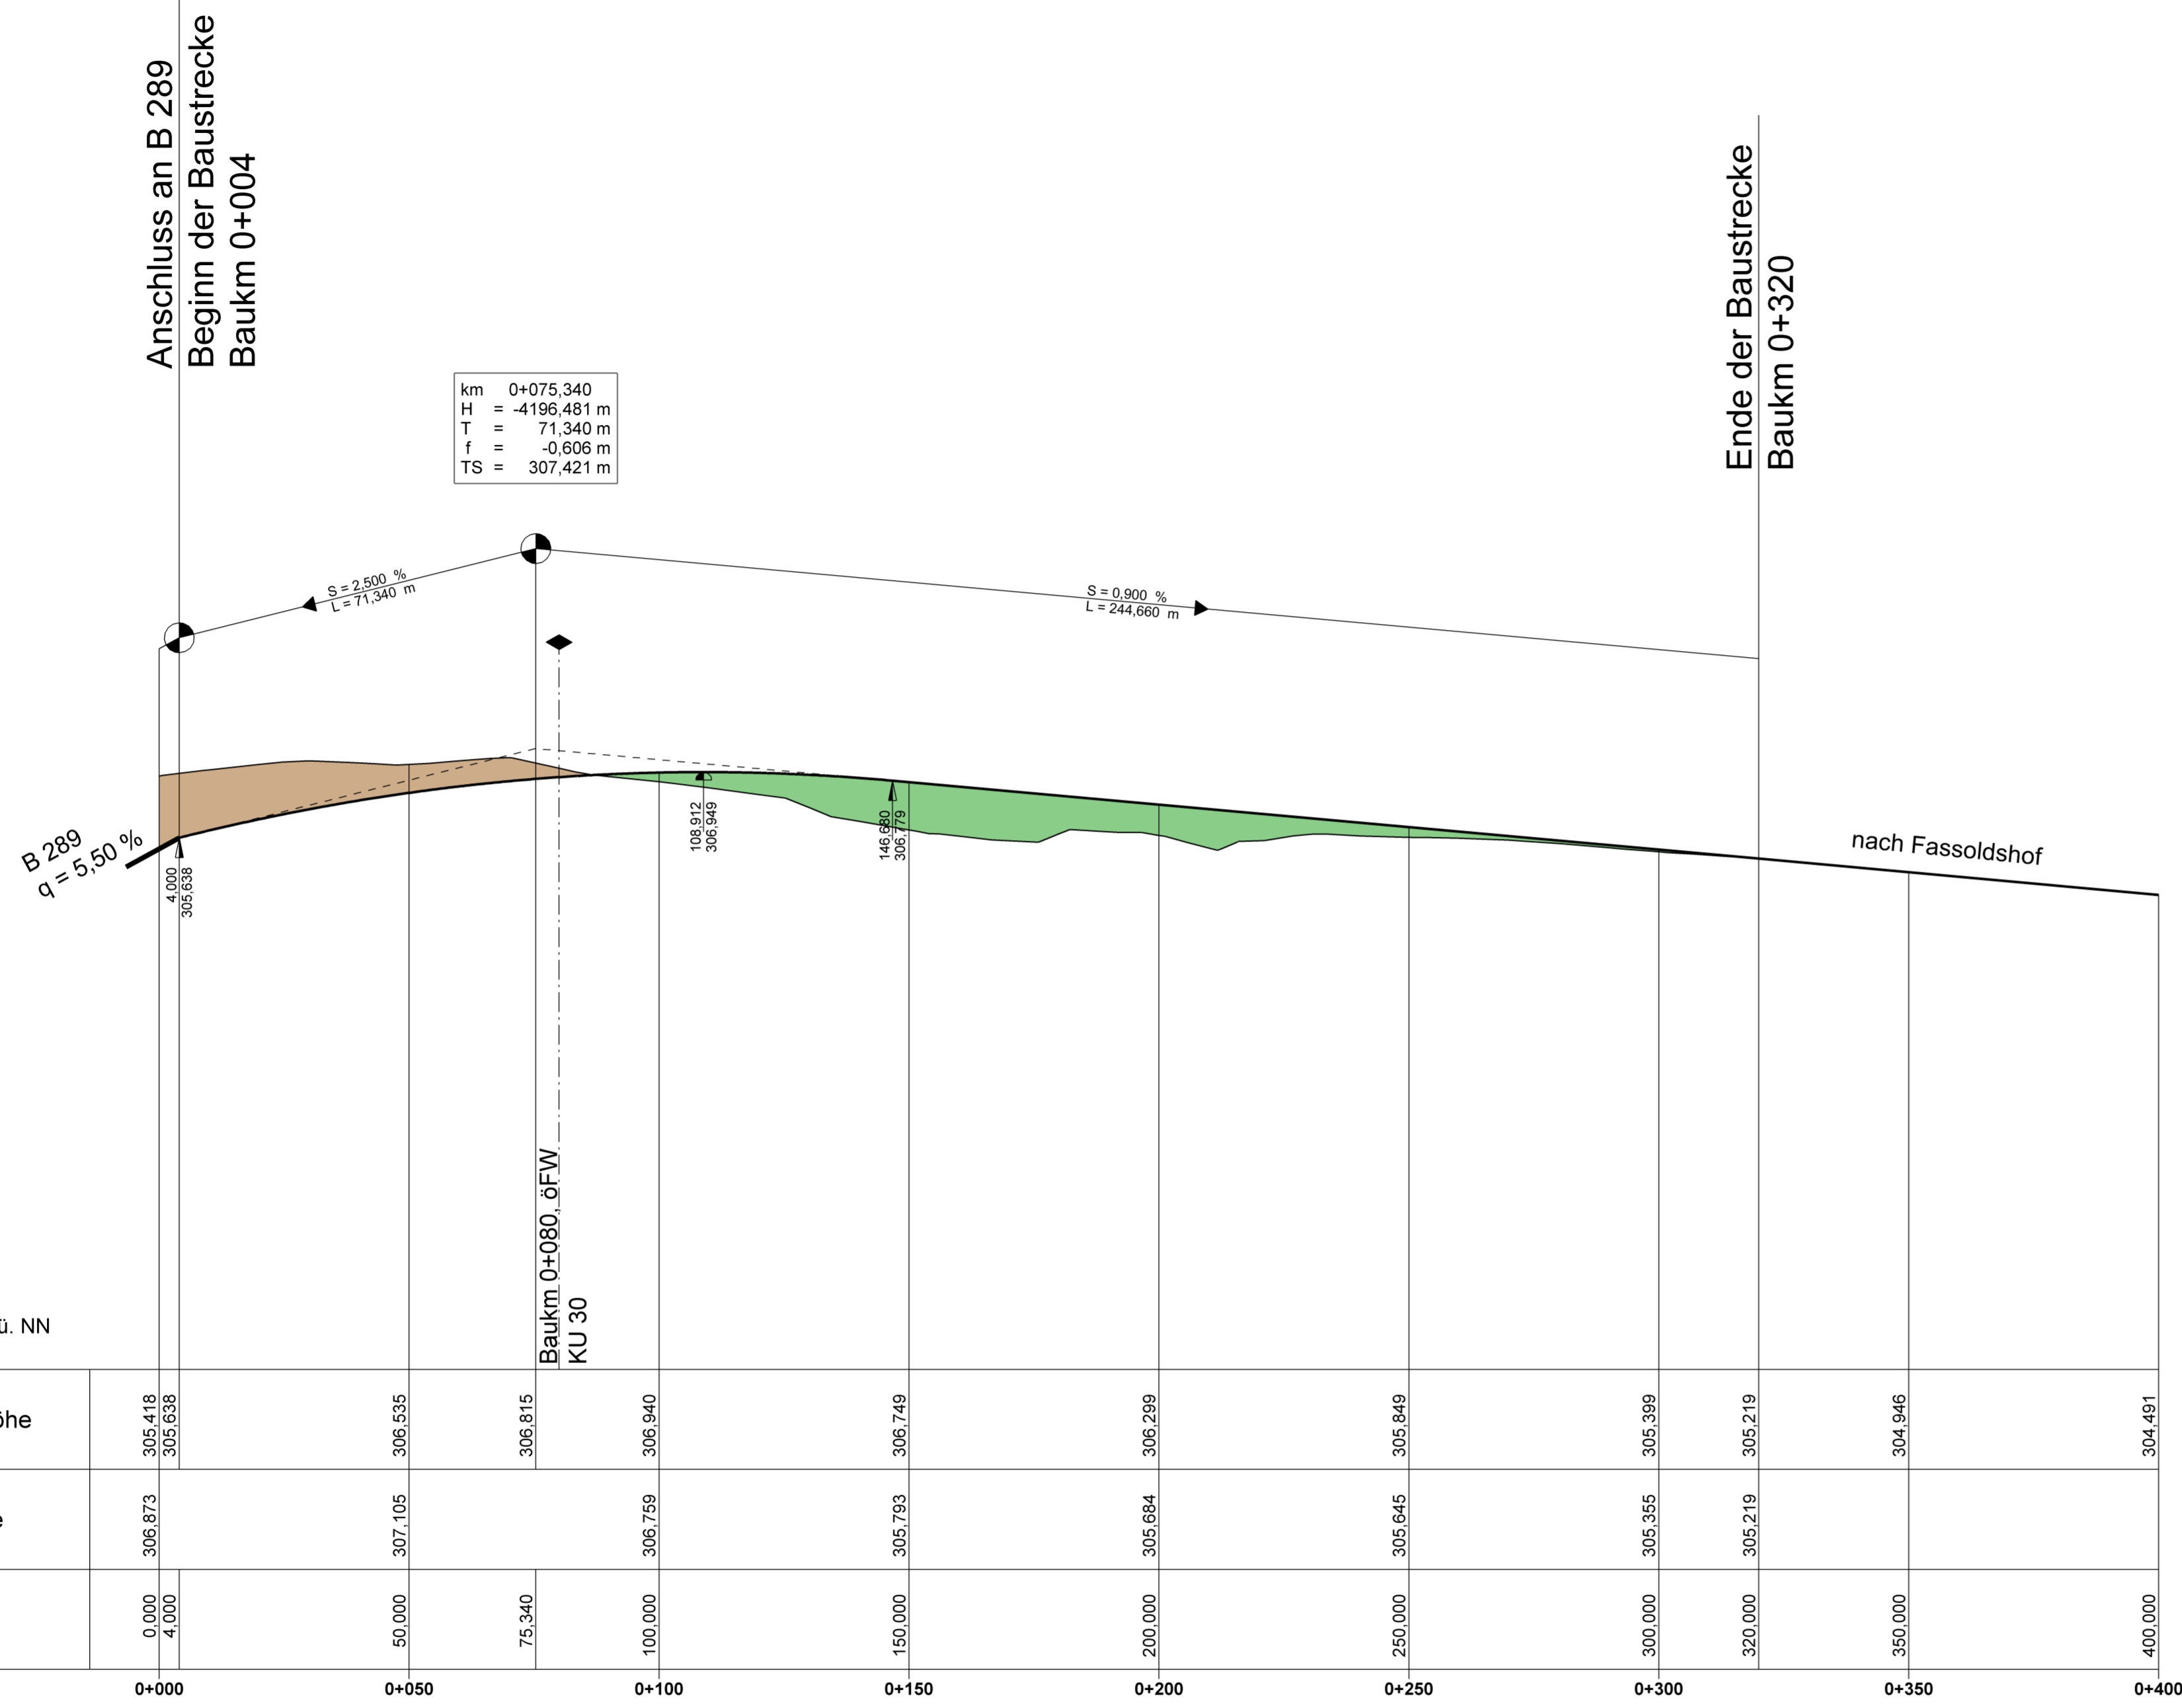 Anschluss an B 289
Beginn der Baustrecke
Baukm 0+004
Ende der Baustrecke
Baukm 0+320
km 0+075,340
H = -4196,481 m
T = 71,340 m
f = -0,606 m
TS = 307,421 m
S = 2,500 %
L = 71,340 m
S = 0,900 %
L = 244,660 m
B 289
q = 5,50 %
4,000
305,638
108,912
306,949
146,680
306,779
nach Fassoldshof
Baukm 0+080, öFW
KU 30
ü. NN
öhe
305,418
305,638
306,535
306,815
306,940
306,749
306,299
305,849
305,399
305,219
304,946
304,491
e
306,873
307,105
306,759
305,793
305,684
305,645
305,355
305,219
0,000
4,000
50,000
75,340
100,000
150,000
200,000
250,000
300,000
320,000
350,000
400,000
0+000 0+050 0+100 0+150 0+200 0+250 0+300 0+350 0+400